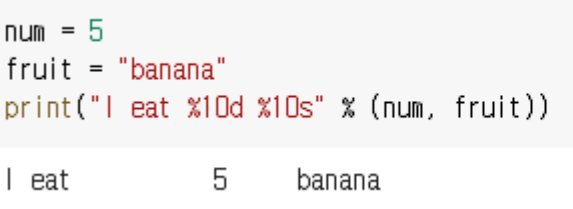 num = 5
fruit = "banana"
print("I eat %10d %10s" % (num, fruit))
I eat          5     banana